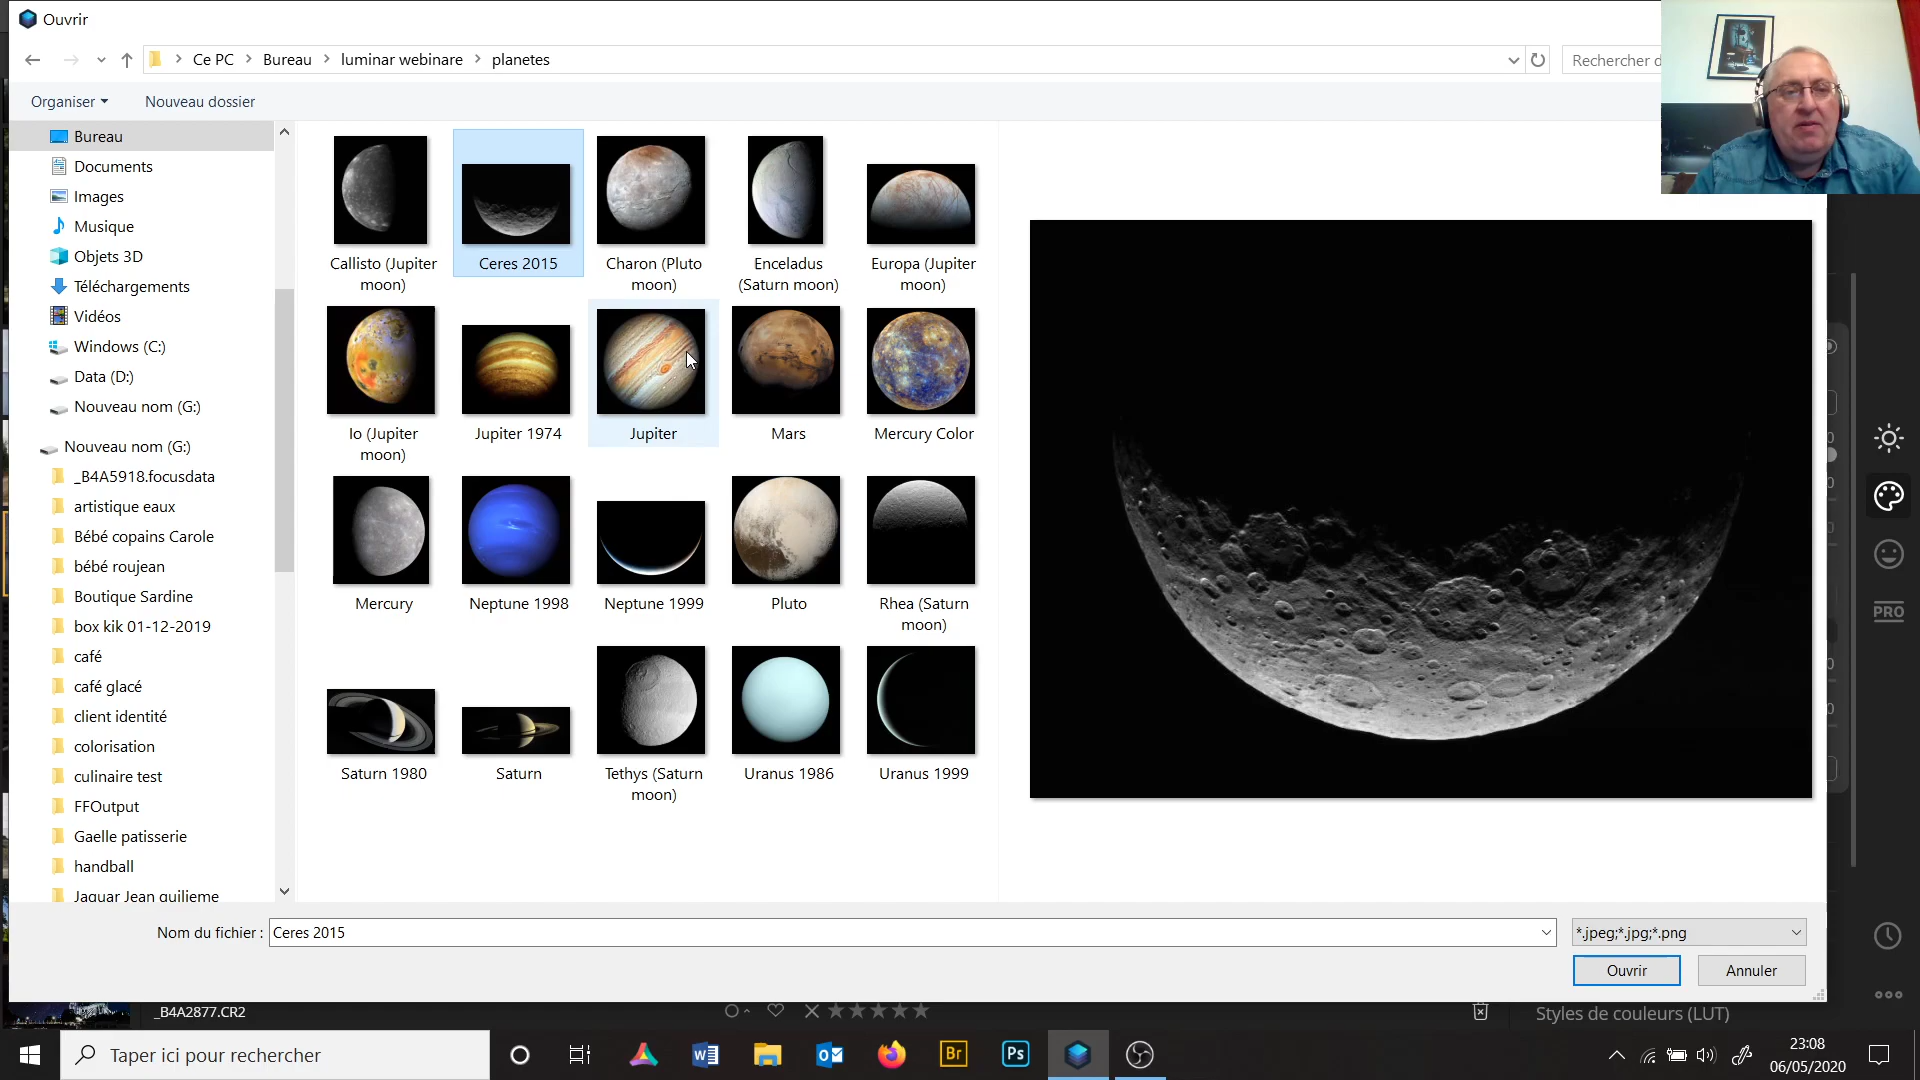 Ouvrir
Ce PC > Bureau > luminar webinare > planetes
Rechercher d
Organiser
Nouveau dossier
Bureau
Documents
Images
Musique
Objets 3D
Téléchargements
Vidéos
Windows (C:)
Data (D:)
Nouveau nom (G:)
Nouveau nom (G:)
_B4A5918.focusdata
artistique eaux
Bébé copains Carole
bébé roujean
Boutique Sardine
box kik 01-12-2019
café
café glacé
client identité
colorisation
culinaire test
FFOutput
Gaelle patisserie
handball
Jaguar Jean guilieme
Callisto (Jupiter moon)
Ceres 2015
Charon (Pluto moon)
Enceladus (Saturn moon)
Europa (Jupiter moon)
Io (Jupiter moon)
Jupiter 1974
Jupiter
Mars
Mercury Color
Mercury
Neptune 1998
Neptune 1999
Pluto
Rhea (Saturn moon)
Saturn 1980
Saturn
Tethys (Saturn moon)
Uranus 1986
Uranus 1999
PRO
Nom du fichier :
Ceres 2015
*.jpeg;*.jpg;*.png
Ouvrir
Annuler
_B4A2877.CR2
Styles de couleurs (LUT)
Taper ici pour rechercher
Br
Ps
23:08
06/05/2020